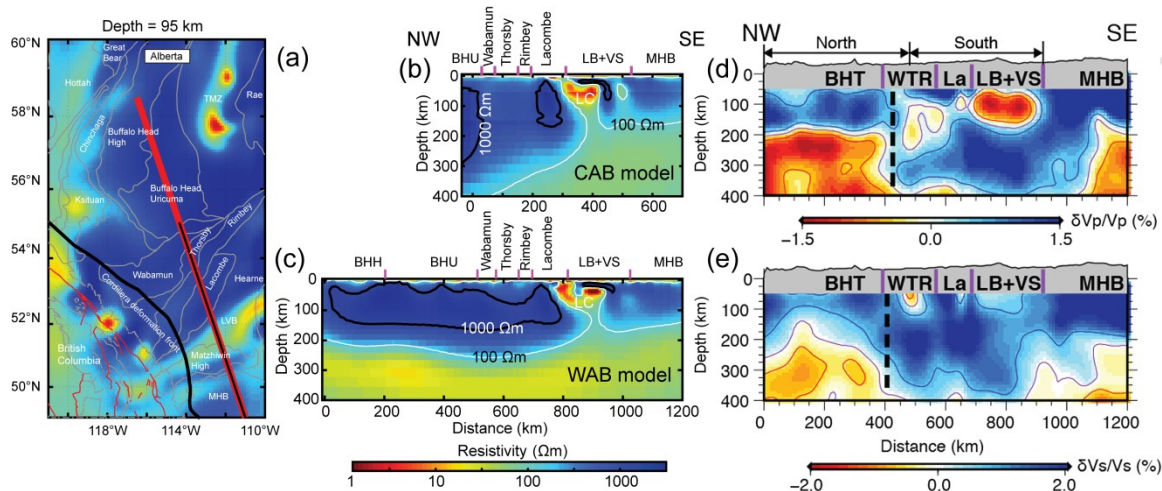 Depth = 95 km
(a)
60°N
58°N
56°N
54°N
52°N
50°N
118°W
114°W
110°W
Great
Bear
Alberta
Hottah
TMZ
Rae
Chinchaga
Buffalo Head
High
Buffalo Head
Uricuma
Ksituan
Rimbey
Thorsby
Wabamun
Lacombe
Hearne
Cordillera deformation front
LVB
British
Columbia
Matzhiwin
High
MHB
Wabamun
Thorsby
Rimbey
Lacombe
NW
SE
(b)
BHU
LB+VS
MHB
Depth (km)
0
100
200
300
400
LC
1000 Ωm
100 Ωm
CAB model
0
200
400
600
(c)
Wabamun
Thorsby
Rimbey
Lacombe
BHH
BHU
LB+VS
MHB
Depth (km)
0
100
200
300
400
LC
1000 Ωm
100 Ωm
WAB model
0
200
400
600
800
1000
1200
Distance (km)
Resistivity (Ωm)
1
10
100
1000
NW
SE
North
South
(d)
BHT
WTR
La
LB+VS
MHB
Depth (km)
0
100
200
300
400
δVp/Vp (%)
-1.5
0.0
1.5
(e)
BHT
WTR
La
LB+VS
MHB
Depth (km)
0
100
200
300
400
0
200
400
600
800
1000
1200
Distance (km)
δVs/Vs (%)
-2.0
0.0
2.0